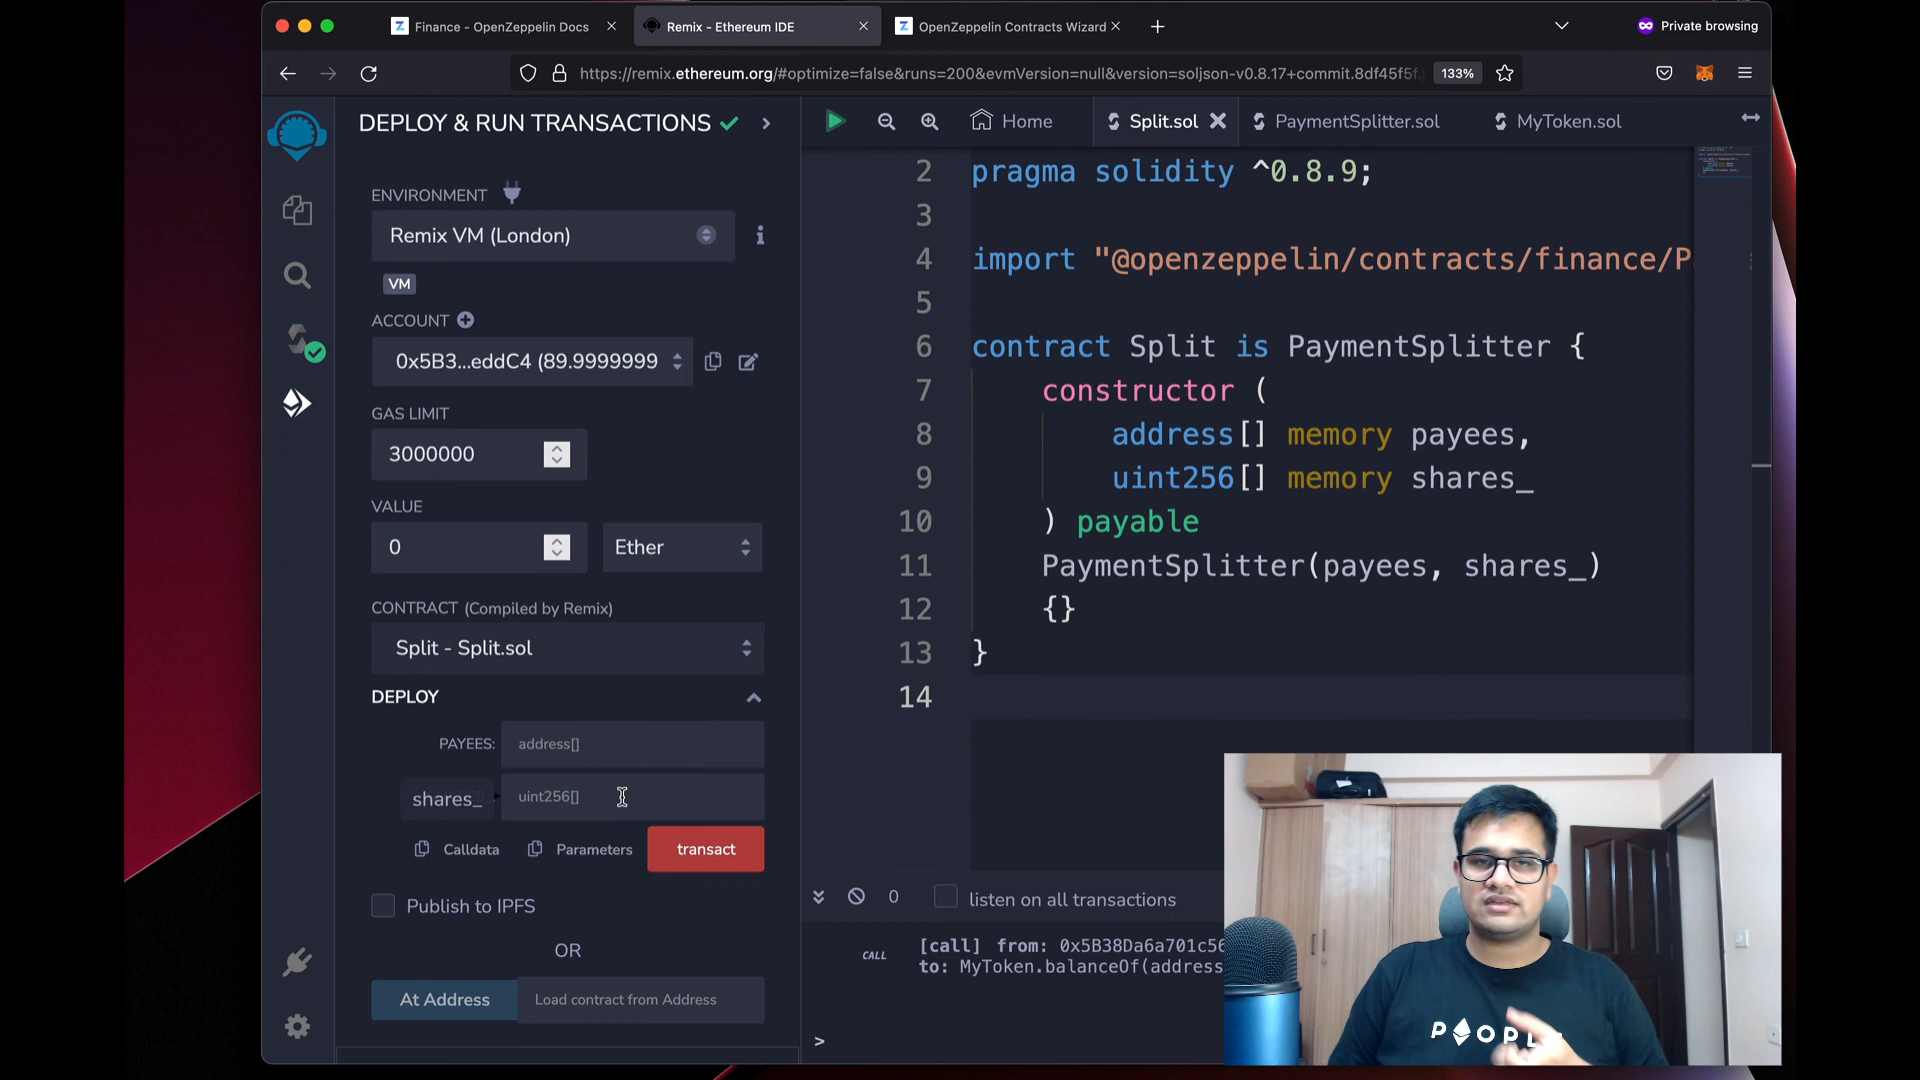 Finance - OpenZeppelin Docs
Remix - Ethereum IDE
OpenZeppelin Contracts Wizard
Private browsing
https://remix.ethereum.org/#optimize=false&runs=200&evmVersion=null&version=soljson-v0.8.17+commit.8df45f5f.
133%
DEPLOY & RUN TRANSACTIONS
ENVIRONMENT
Remix VM (London)
VM
ACCOUNT
0x5B3...eddC4 (89.9999999
GAS LIMIT
3000000
VALUE
0
Ether
CONTRACT (Compiled by Remix)
Split - Split.sol
DEPLOY
PAYEES:
address[]
shares_
uint256[]
Calldata
Parameters
transact
Publish to IPFS
OR
At Address
Load contract from Address
Home
Split.sol
PaymentSplitter.sol
MyToken.sol
2 pragma solidity ^0.8.9;
3
4 import "@openzeppelin/contracts/finance/P
5
6 contract Split is PaymentSplitter {
7 constructor (
8 address[] memory payees,
9 uint256[] memory shares_
10 ) payable
11 PaymentSplitter(payees, shares_)
12 {}
13 }
14
0
listen on all transactions
CALL
[call] from: 0x5B38Da6a701c56
to: MyToken.balanceOf(address
>